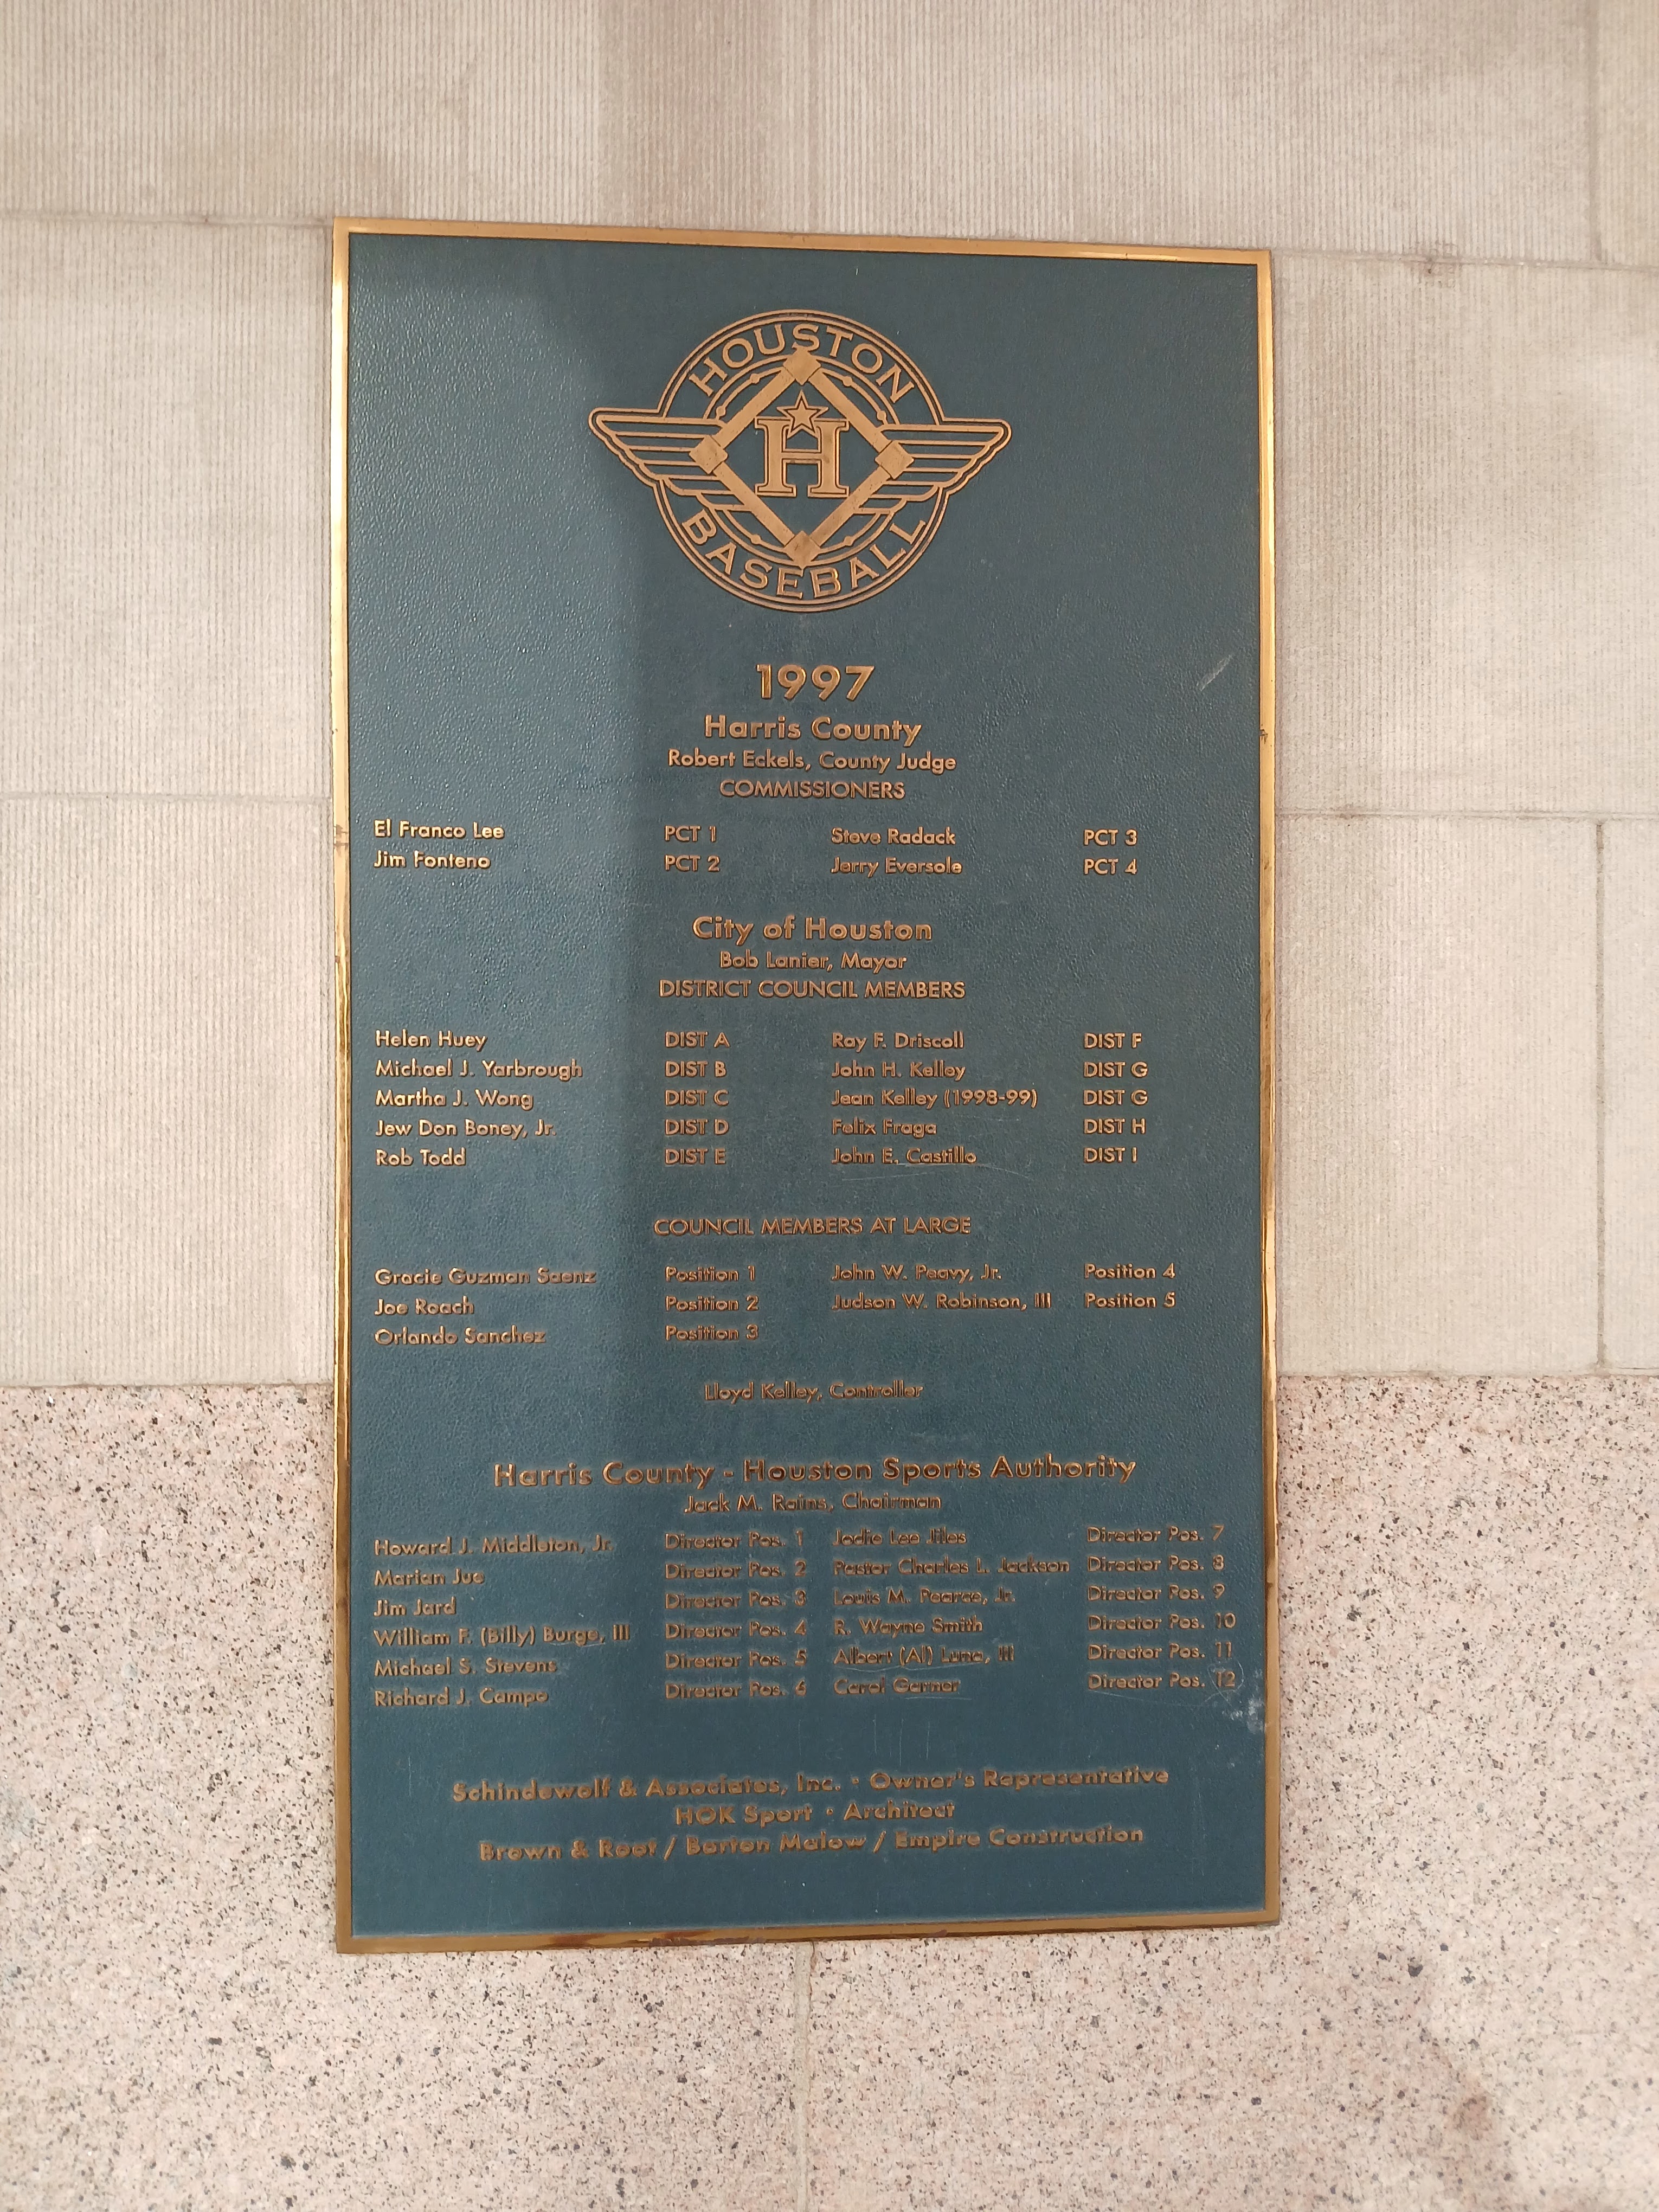 HOUSTON
H
BASEBALL
1997
Harris County
Robert Eckels, County Judge
COMMISSIONERS
El Franco Lee PCT 1 Steve Radack PCT 3
Jim Fonteno PCT 2 Jerry Eversole PCT 4
City of Houston
Bob Lanier, Mayor
DISTRICT COUNCIL MEMBERS
Helen Huey DIST A Ray F. Driscoll DIST F
Michael J. Yarbrough DIST B John H. Kelley DIST G
Martha J. Wong DIST C Jean Kelley (1998-99) DIST G
Jew Don Boney, Jr. DIST D Felix Fraga DIST H
Rob Todd DIST E John E. Castillo DIST I
COUNCIL MEMBERS AT LARGE
Gracie Guzman Saenz Position 1 John W. Peavy, Jr. Position 4
Joe Roach Position 2 Judson W. Robinson, III Position 5
Orlando Sanchez Position 3
Lloyd Kelley, Controller
Harris County - Houston Sports Authority
Jack M. Rains, Chairman
Howard J. Middleton, Jr. Director Pos. 1 Jodie Lee Jiles Director Pos. 7
Marian Jue Director Pos. 2 Pastor Charles L. Jackson Director Pos. 8
Jim Jard Director Pos. 3 Louis M. Pearce, Jr. Director Pos. 9
William F. (Billy) Burge, III Director Pos. 4 R. Wayne Smith Director Pos. 10
Michael S. Stevens Director Pos. 5 Albert (Al) Luna, III Director Pos. 11
Richard J. Campo Director Pos. 6 Carol Garner Director Pos. 12
Schindewolf & Associates, Inc. • Owner's Representative
HOK Sport • Architect
Brown & Root / Barton Malow / Empire Construction